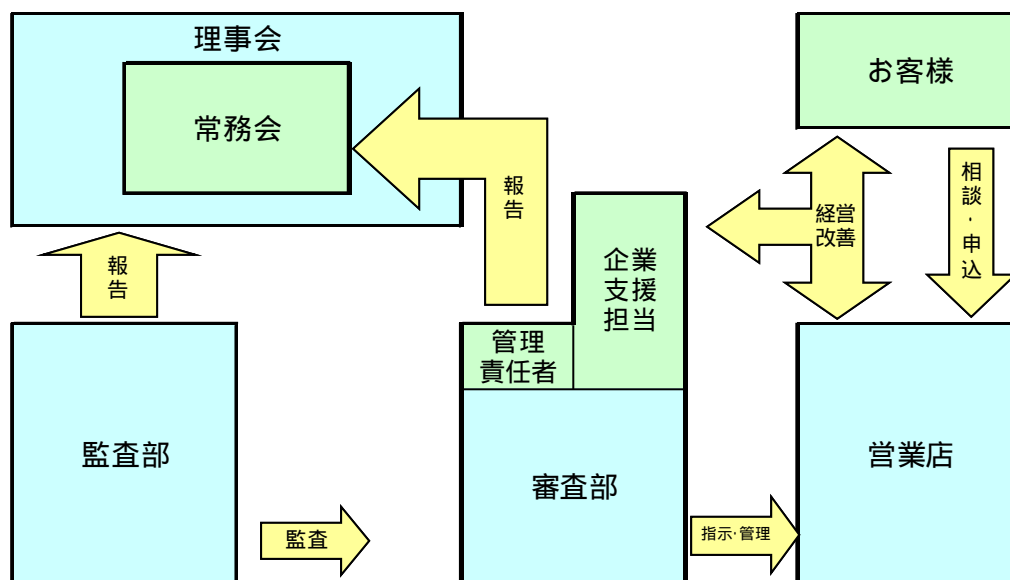 理事会
常務会
お客様
報告
相談・申込
経営
改善
企業
支援
担当
報告
管理
責任者
監査部
審査部
営業店
監査
指示・管理